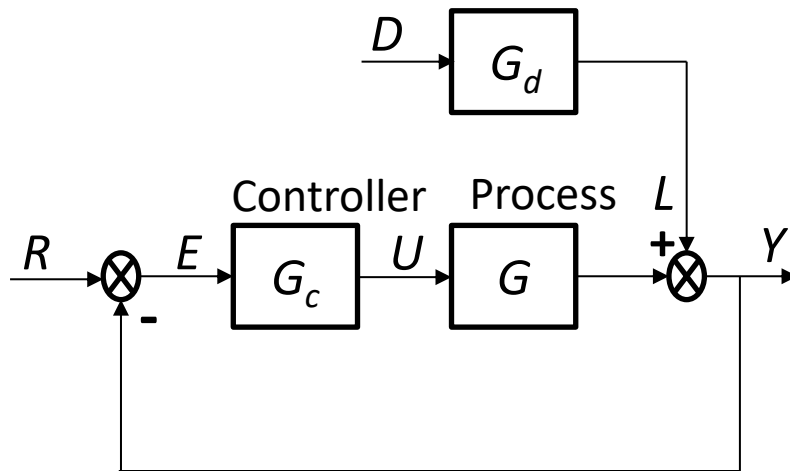 D
G_d
Controller Process
L
R
E
G_c
U
G
+
Y
-